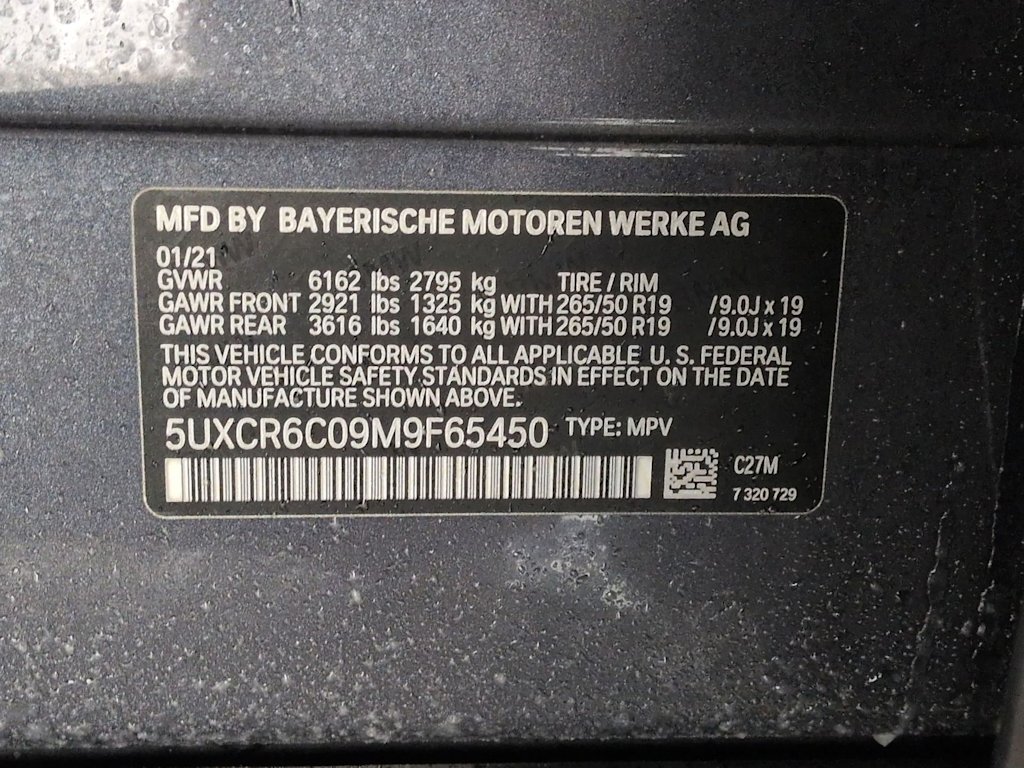 MFD BY BAYERISCHE MOTOREN WERKE AG
01/21
GVWR 6162 lbs 2795 kg TIRE / RIM
GAWR FRONT 2921 lbs 1325 kg WITH 265/50 R19 /9.0J x 19
GAWR REAR 3616 lbs 1640 kg WITH 265/50 R19 /9.0J x 19
THIS VEHICLE CONFORMS TO ALL APPLICABLE U. S. FEDERAL
MOTOR VEHICLE SAFETY STANDARDS IN EFFECT ON THE DATE
OF MANUFACTURE SHOWN ABOVE.
5UXCR6C09M9F65450 TYPE: MPV
C27M
7 320 729